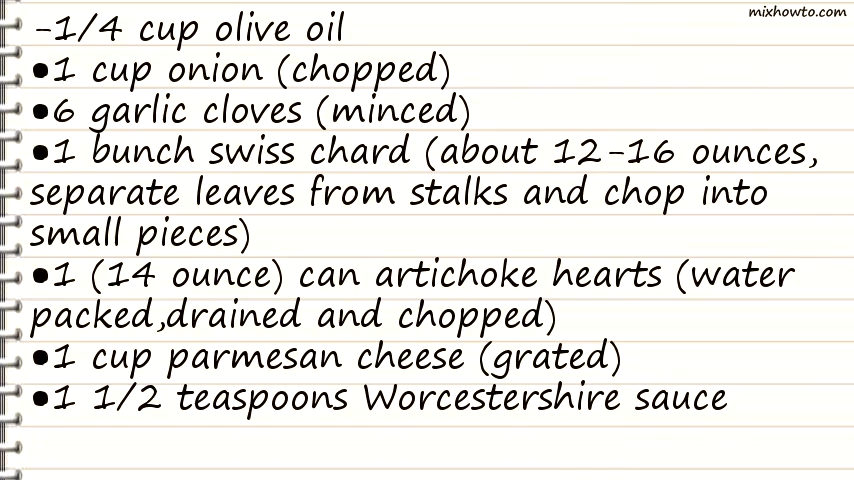 mixhowto.com
-1/4 cup olive oil
●1 cup onion (chopped)
●6 garlic cloves (minced)
●1 bunch swiss chard (about 12-16 ounces,
separate leaves from stalks and chop into
small pieces)
●1 (14 ounce) can artichoke hearts (water
packed,drained and chopped)
●1 cup parmesan cheese (grated)
●1 1/2 teaspoons Worcestershire sauce